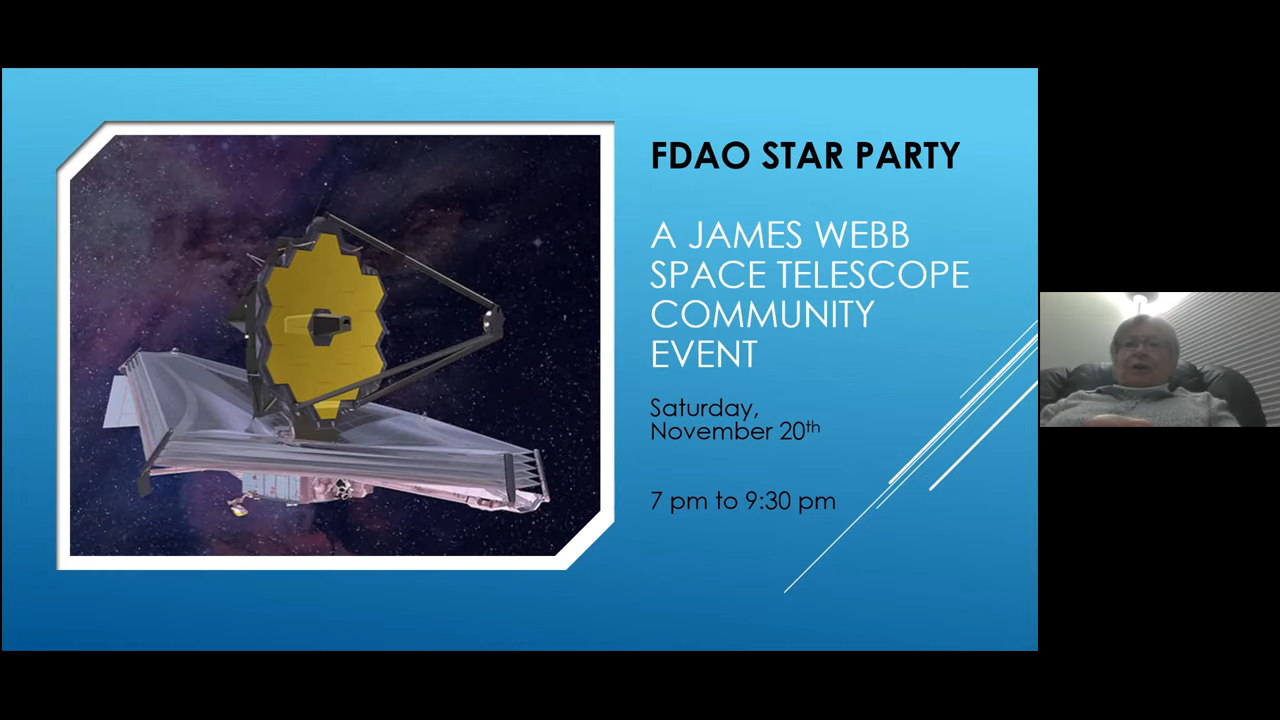 FDAO STAR PARTY
A JAMES WEBB
SPACE TELESCOPE
COMMUNITY
EVENT
Saturday,
November 20th
7 pm to 9:30 pm